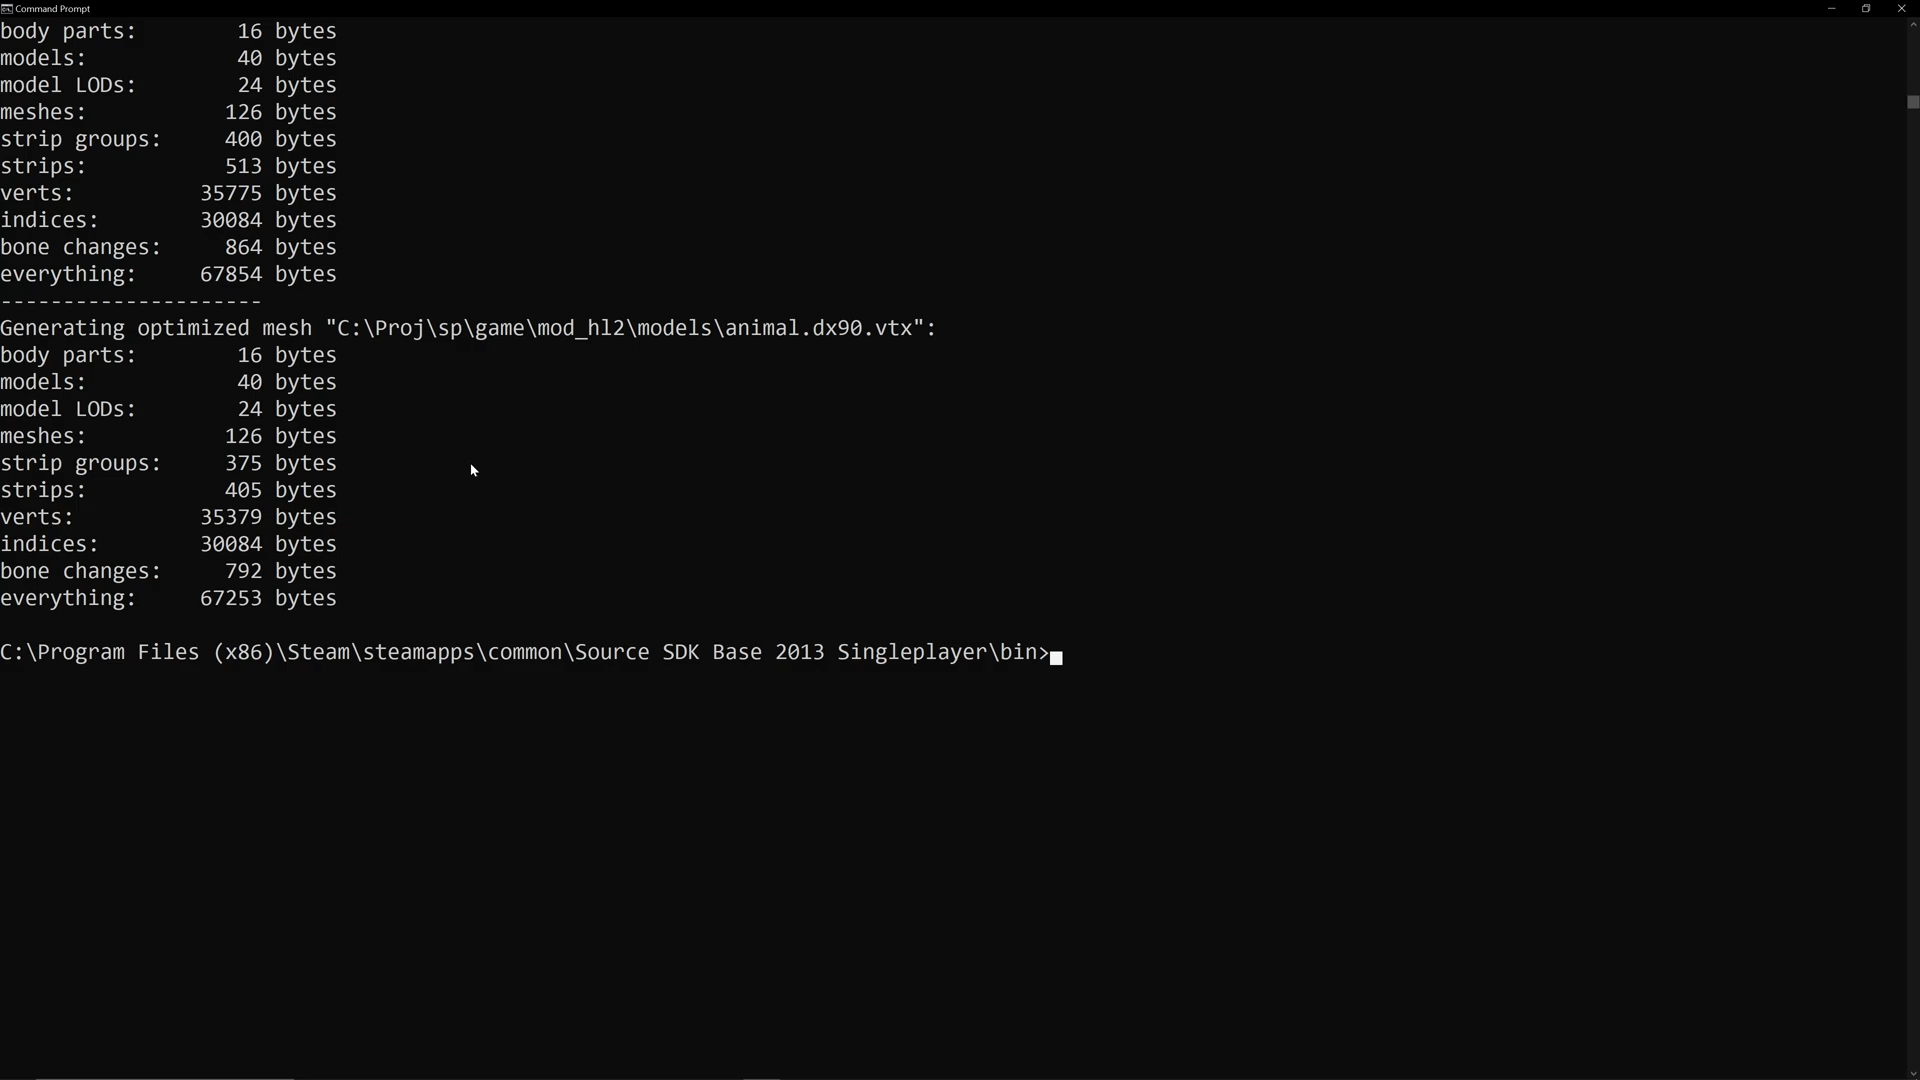 Command Prompt
body parts: 16 bytes
models: 40 bytes
model LODs: 24 bytes
meshes: 126 bytes
strip groups: 400 bytes
strips: 513 bytes
verts: 35775 bytes
indices: 30084 bytes
bone changes: 864 bytes
everything: 67854 bytes
---------------------
Generating optimized mesh "C:\Proj\sp\game\mod_hl2\models\animal.dx90.vtx":
body parts: 16 bytes
models: 40 bytes
model LODs: 24 bytes
meshes: 126 bytes
strip groups: 375 bytes
strips: 405 bytes
verts: 35379 bytes
indices: 30084 bytes
bone changes: 792 bytes
everything: 67253 bytes
C:\Program Files (x86)\Steam\steamapps\common\Source SDK Base 2013 Singleplayer\bin>